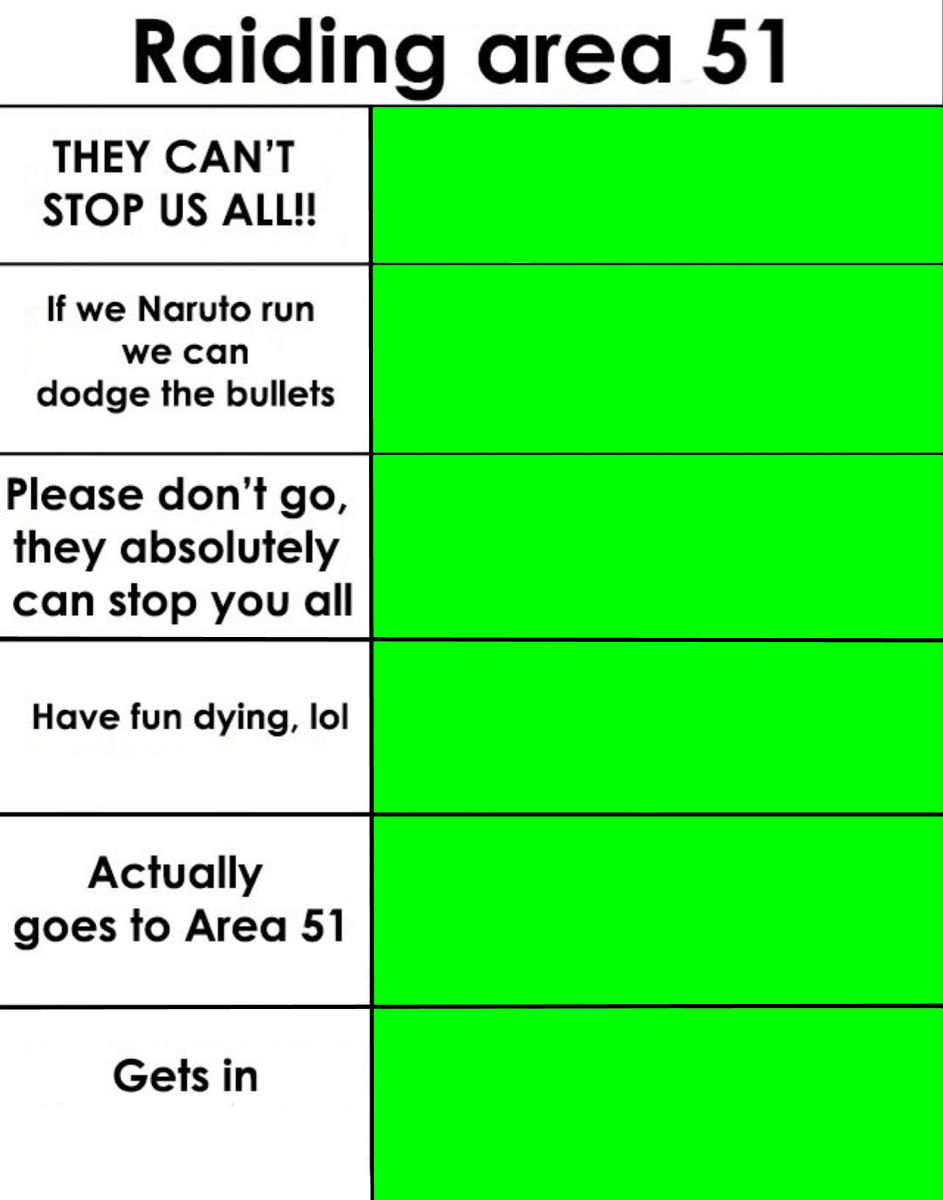 Raiding area 51
THEY CAN'T
STOP US ALL!!
If we Naruto run
we can
dodge the bullets
Please don't go,
they absolutely
can stop you all
Have fun dying, lol
Actually
goes to Area 51
Gets in